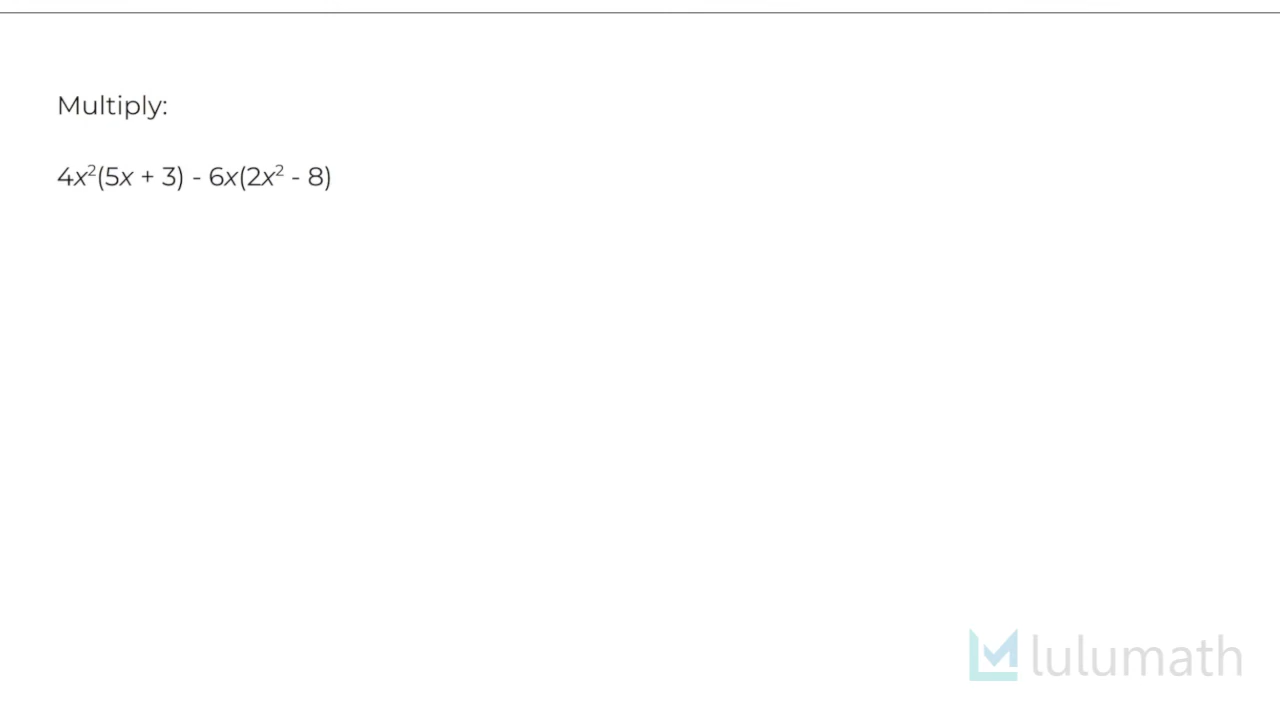 Multiply:
4x²(5x + 3) - 6x(2x² - 8)
lulumath